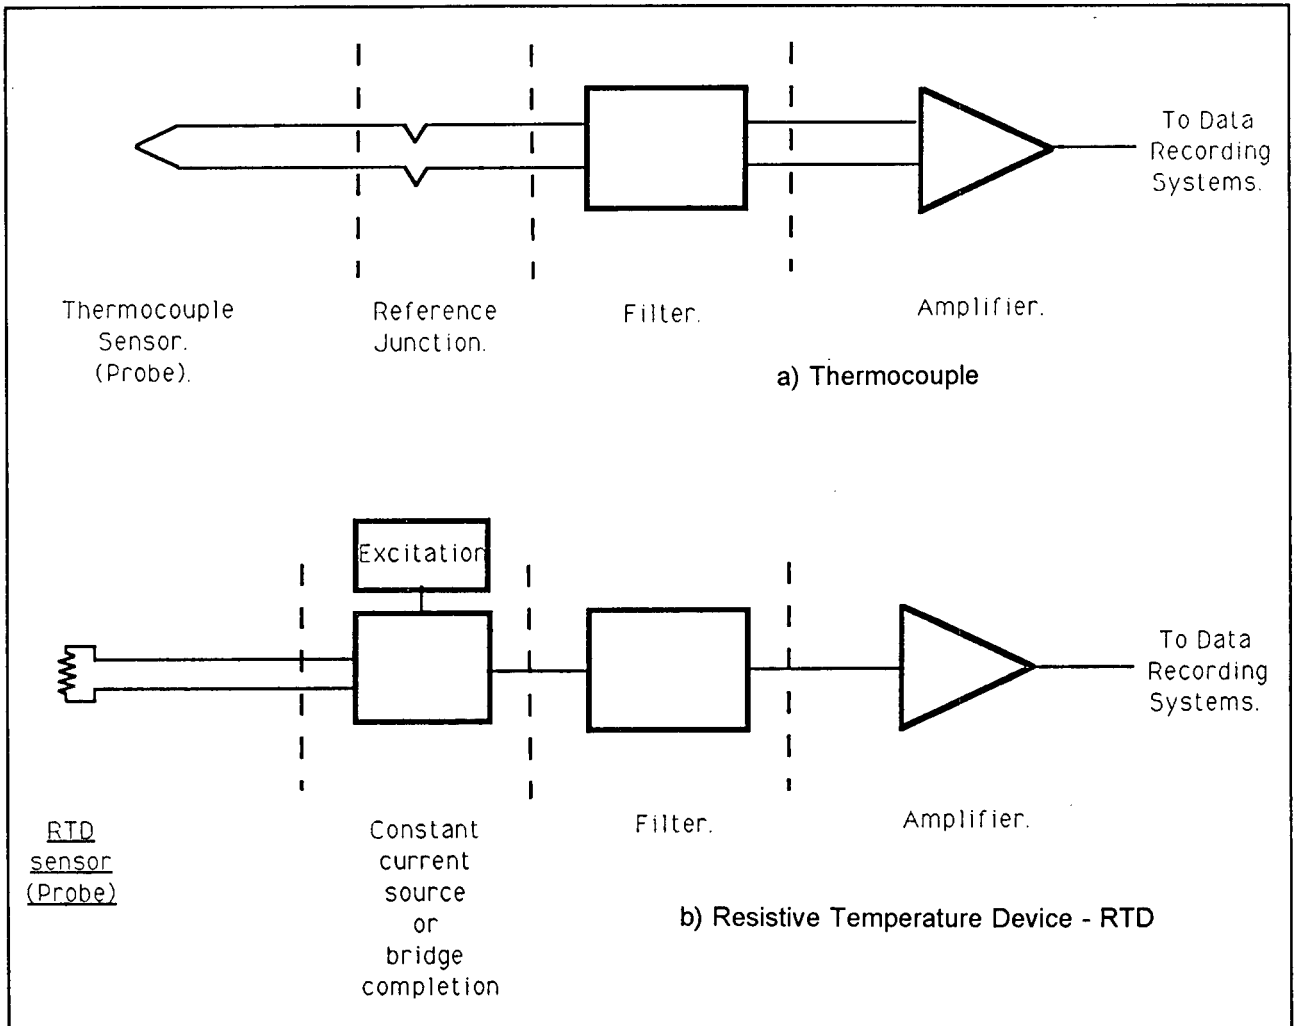 To Data
Recording
Systems.
Thermocouple
Sensor.
(Probe).
Reference
Junction.
Filter.
Amplifier.
a) Thermocouple
Excitation
To Data
Recording
Systems.
RTD
sensor
(Probe)
Constant
current
source
or
bridge
completion
Filter.
Amplifier.
b) Resistive Temperature Device - RTD